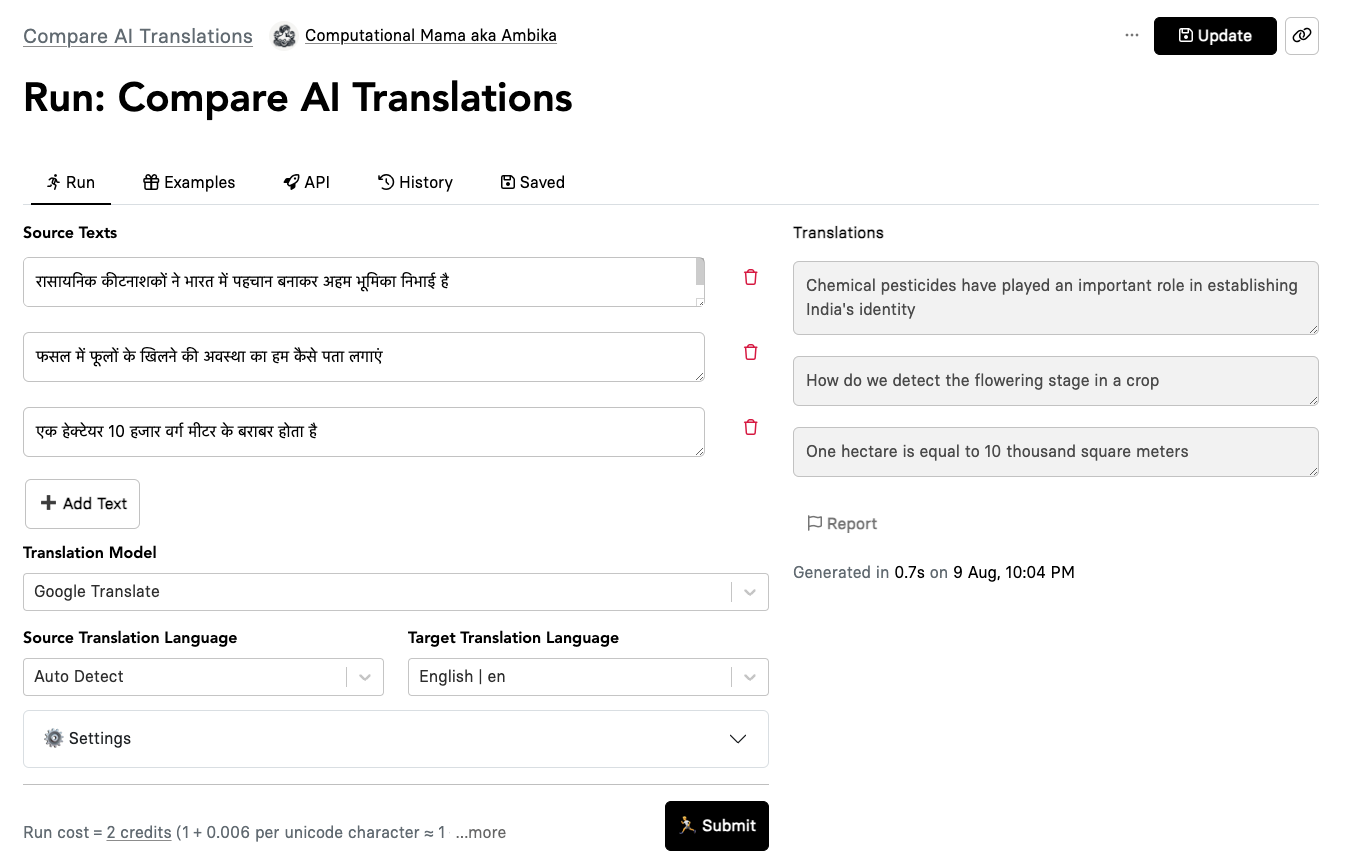 Compare AI Translations
Computational Mama aka Ambika
...
Update
Run: Compare AI Translations
Run
Examples
API
History
Saved
Source Texts
रासायनिक कीटनाशकों ने भारत में पहचान बनाकर अहम भूमिका निभाई है
फसल में फूलों के खिलने की अवस्था का हम कैसे पता लगाएं
एक हेक्टेयर 10 हजार वर्ग मीटर के बराबर होता है
Add Text
Translation Model
Google Translate
Source Translation Language
Target Translation Language
Auto Detect
English | en
Settings
Run cost = 2 credits (1 + 0.006 per unicode character ≈ 1 ...more
Submit
Translations
Chemical pesticides have played an important role in establishing
India's identity
How do we detect the flowering stage in a crop
One hectare is equal to 10 thousand square meters
Report
Generated in 0.7s on 9 Aug, 10:04 PM